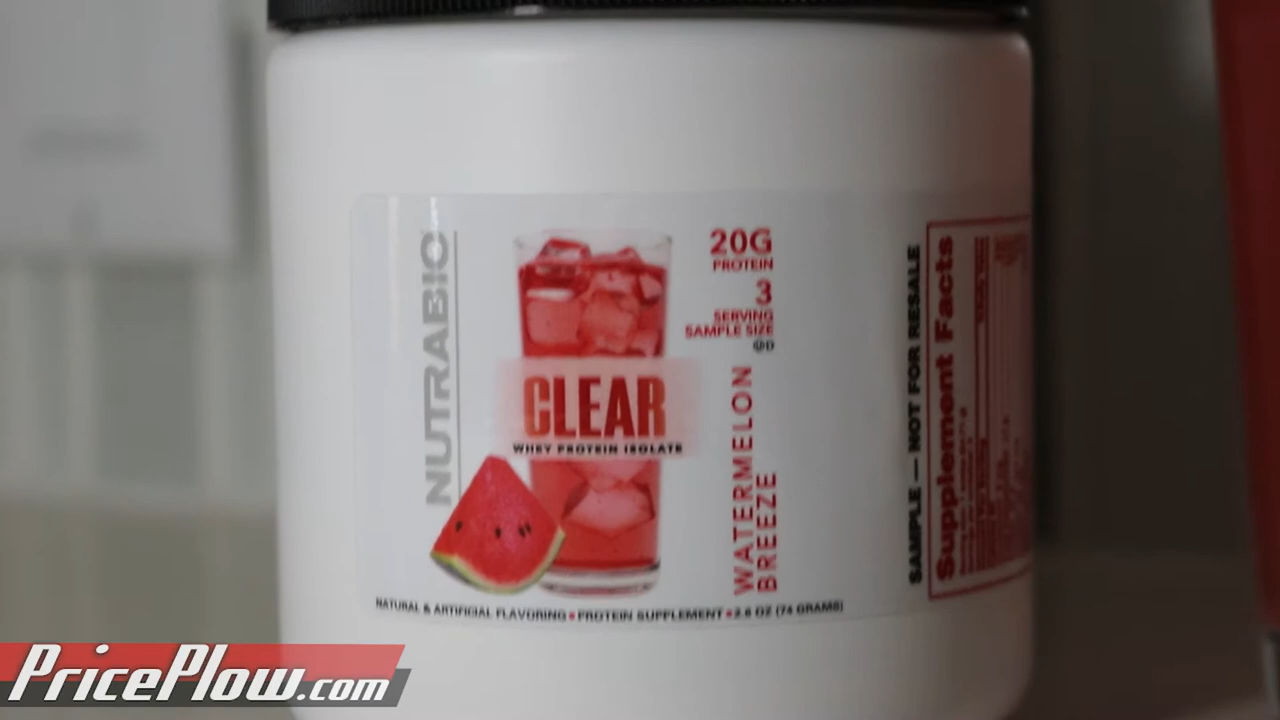 NUTRABIO
20G
PROTEIN
3
SERVING
SAMPLE SIZE
CLEAR
WHEY PROTEIN ISOLATE
WATERMELON
BREEZE
NATURAL & ARTIFICIAL FLAVORING ▪ PROTEIN SUPPLEMENT ▪ 2.6 OZ (74 GRAMS)
SAMPLE — NOT FOR RESALE
Supplement Facts
PricePlow.com